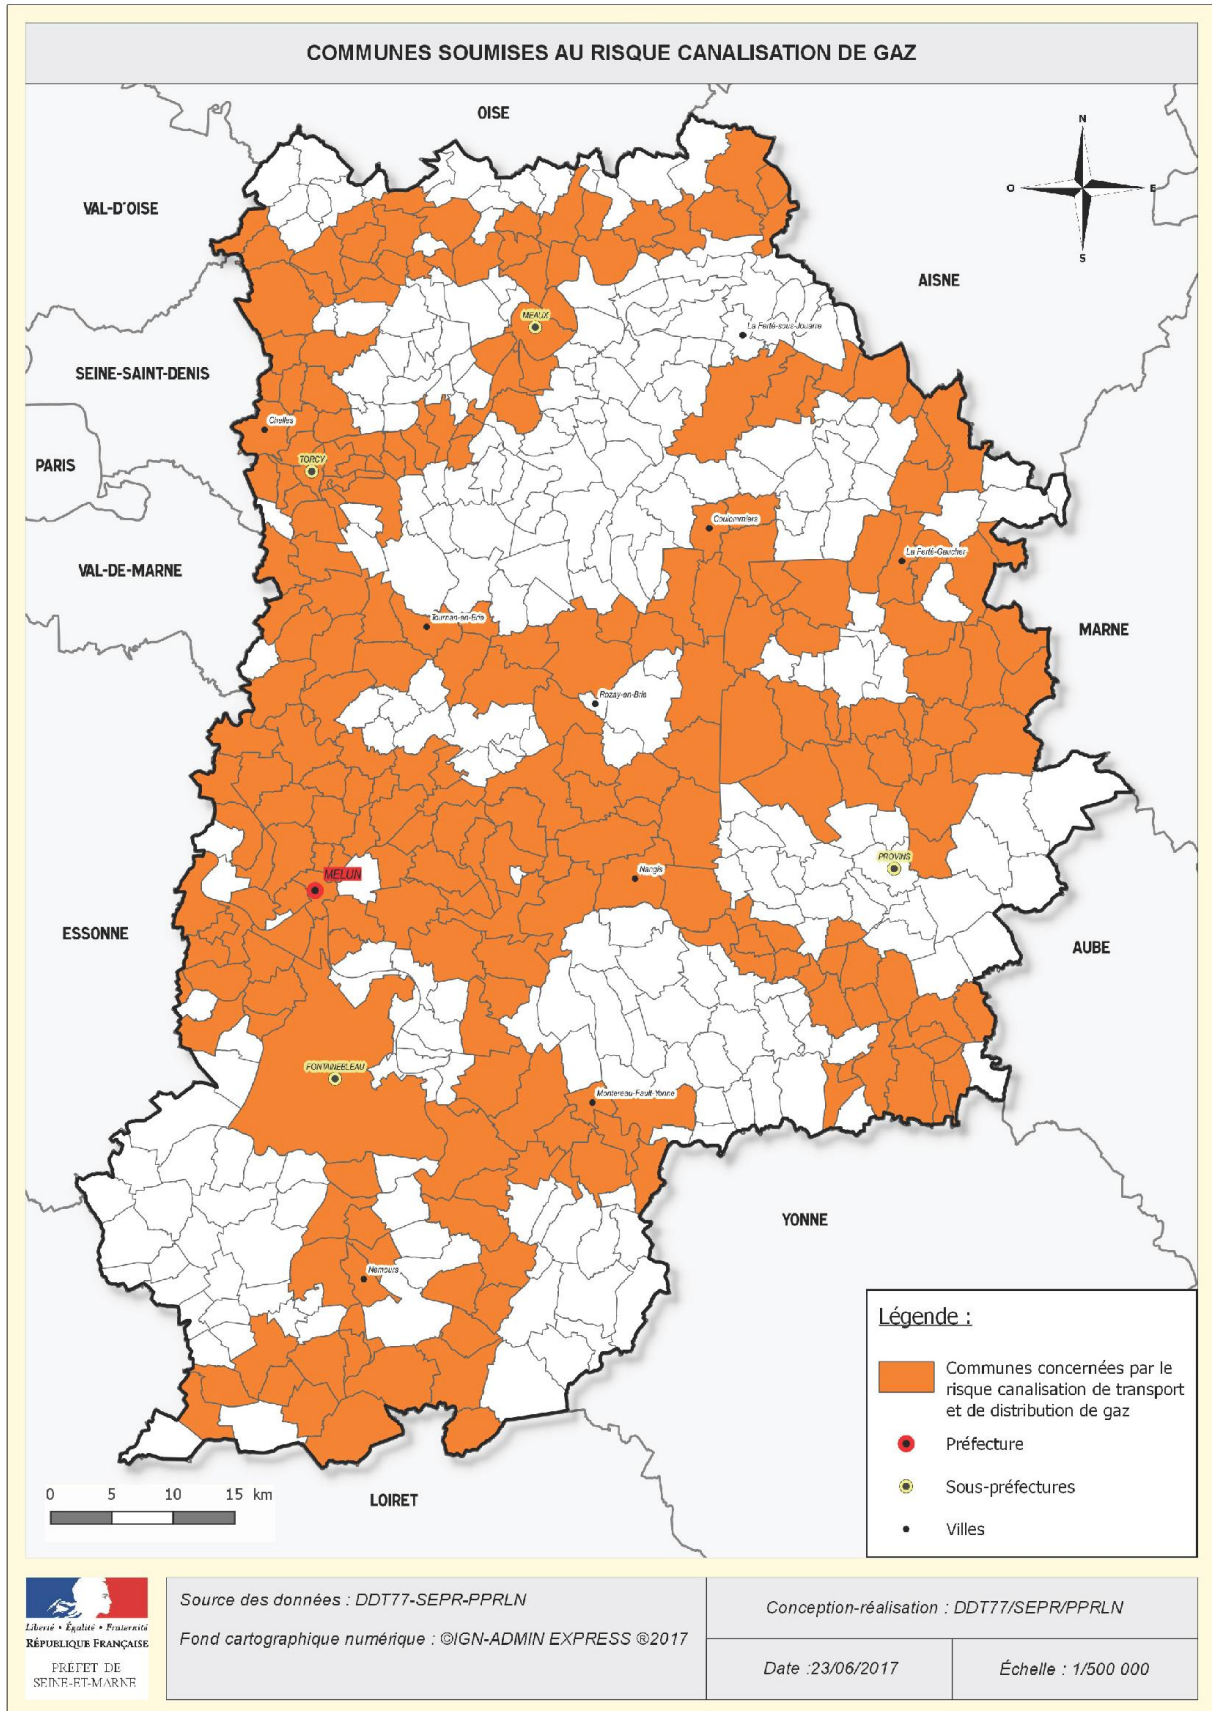 COMMUNES SOUMISES AU RISQUE CANALISATION DE GAZ
OISE
N
O
E
S
VAL-D'OISE
AISNE
MEAUX
La Ferté-sous-Jouarre
SEINE-SAINT-DENIS
Chelles
PARIS
TORCY
Coulommiers
La Ferté-Gaucher
VAL-DE-MARNE
Tournan-en-Brie
MARNE
Rozay-en-Brie
PROVINS
MELUN
Nangis
ESSONNE
AUBE
FONTAINEBLEAU
Montereau-Fault-Yonne
YONNE
Nemours
Légende :
Communes concernées par le
risque canalisation de transport
et de distribution de gaz
Préfecture
Sous-préfectures
Villes
0 5 10 15 km
LOIRET
Liberté • Égalité • Fraternité
RÉPUBLIQUE FRANÇAISE
PRÉFET DE
SEINE-ET-MARNE
Source des données : DDT77-SEPR-PPRLN
Fond cartographique numérique : ©IGN-ADMIN EXPRESS ®2017
Conception-réalisation : DDT77/SEPR/PPRLN
Date :23/06/2017
Échelle : 1/500 000